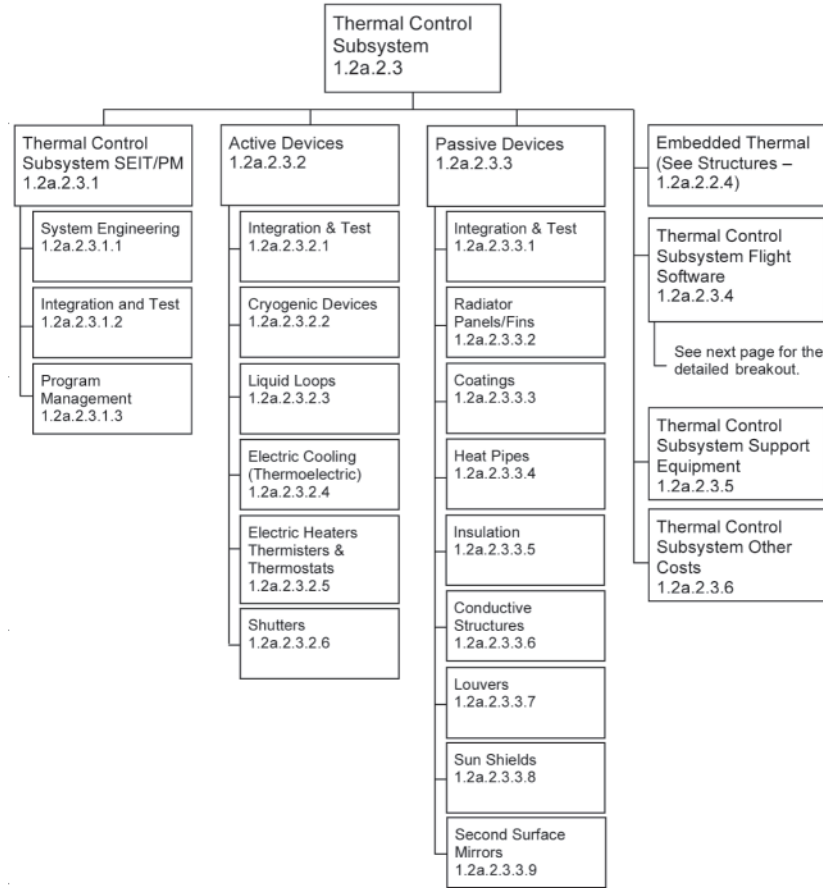 Thermal Control
Subsystem
1.2a.2.3
Thermal Control
Subsystem SEIT/PM
1.2a.2.3.1
System Engineering
1.2a.2.3.1.1
Integration and Test
1.2a.2.3.1.2
Program
Management
1.2a.2.3.1.3
Active Devices
1.2a.2.3.2
Integration & Test
1.2a.2.3.2.1
Cryogenic Devices
1.2a.2.3.2.2
Liquid Loops
1.2a.2.3.2.3
Electric Cooling
(Thermoelectric)
1.2a.2.3.2.4
Electric Heaters
Thermisters &
Thermostats
1.2a.2.3.2.5
Shutters
1.2a.2.3.2.6
Passive Devices
1.2a.2.3.3
Integration & Test
1.2a.2.3.3.1
Radiator
Panels/Fins
1.2a.2.3.3.2
Coatings
1.2a.2.3.3.3
Heat Pipes
1.2a.2.3.3.4
Insulation
1.2a.2.3.3.5
Conductive
Structures
1.2a.2.3.3.6
Louvers
1.2a.2.3.3.7
Sun Shields
1.2a.2.3.3.8
Second Surface
Mirrors
1.2a.2.3.3.9
Embedded Thermal
(See Structures –
1.2a.2.2.4)
Thermal Control
Subsystem Flight
Software
1.2a.2.3.4
See next page for the
detailed breakout.
Thermal Control
Subsystem Support
Equipment
1.2a.2.3.5
Thermal Control
Subsystem Other
Costs
1.2a.2.3.6